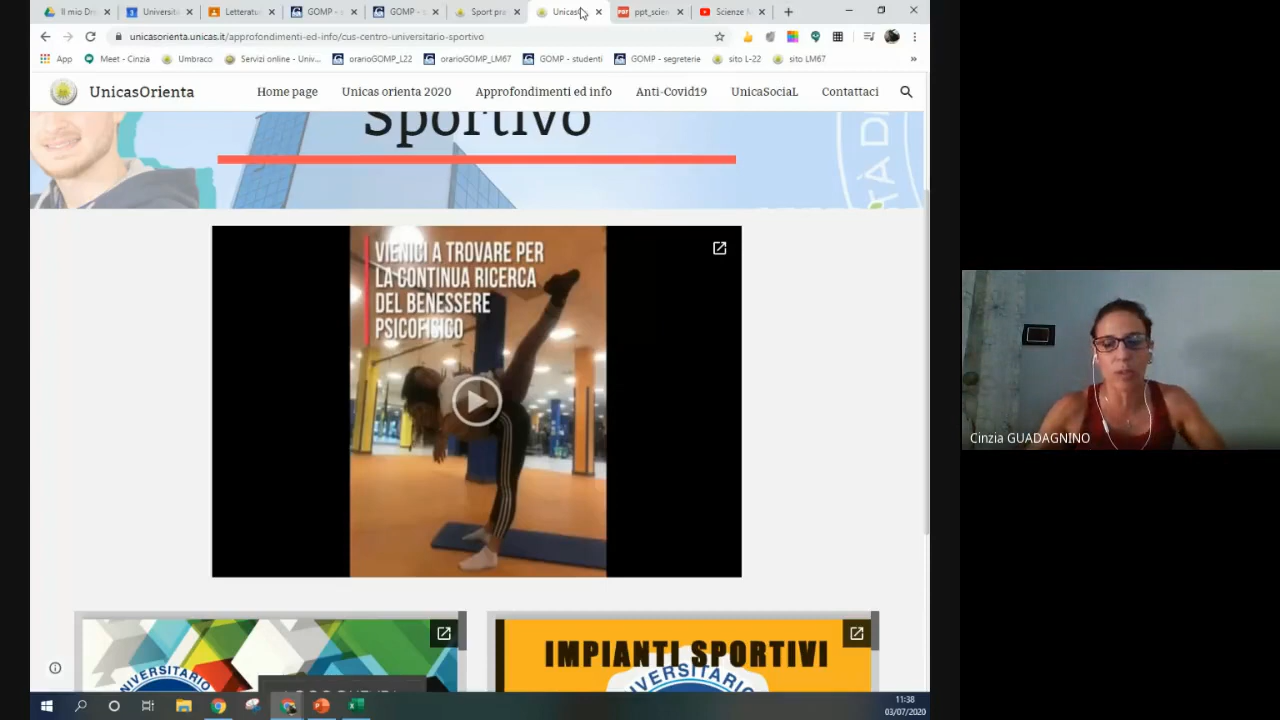 Il mio Dr
Universit
Letteratu
GOMP - s
GOMP - s
Sport pra
Unicas
ppt_scien
Scienze M
unicasorienta.unicas.it/approfondimenti-ed-info/cus-centro-universitario-sportivo
App
Meet - Cinzia
Umbraco
Servizi online - Univ...
orarioGOMP_L22
orarioGOMP_LM67
GOMP - studenti
GOMP - segreterie
sito L-22
sito LM67
»
UnicasOrienta
Home page
Unicas orienta 2020
Approfondimenti ed info
Anti-Covid19
UnicaSociaL
Contattaci
Sportivo
VIENICI A TROVARE PER
LA CONTINUA RICERCA
DEL BENESSERE
PSICOFISICO
Cinzia GUADAGNINO
IMPIANTI SPORTIVI
11:38
03/07/2020